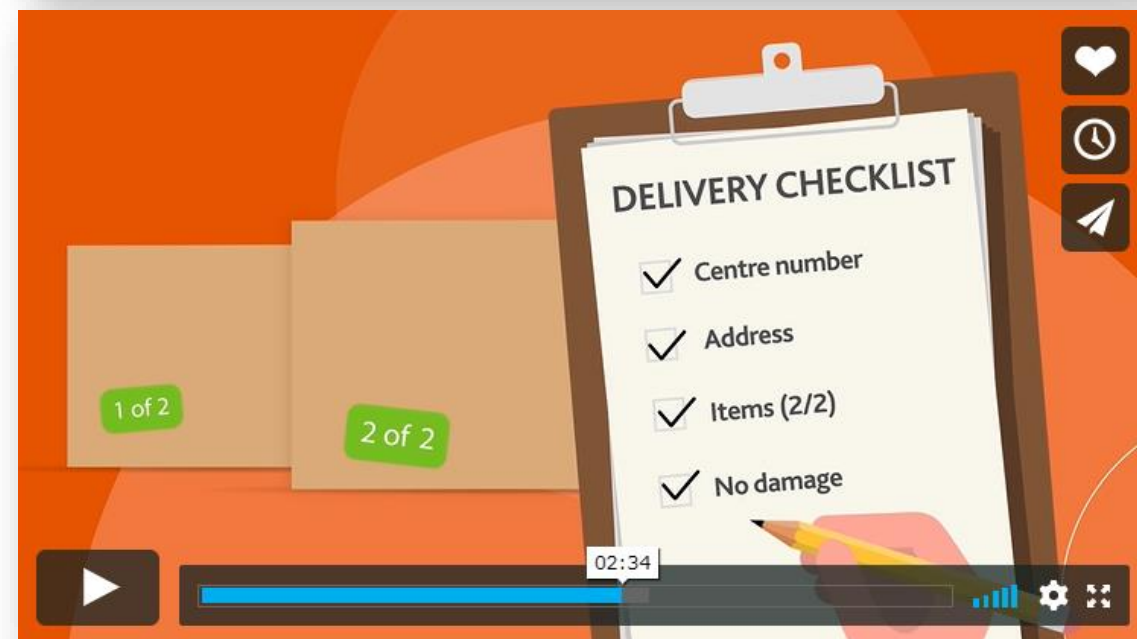 DELIVERY CHECKLIST
Centre number
Address
Items (2/2)
No damage
1 of 2
2 of 2
02:34